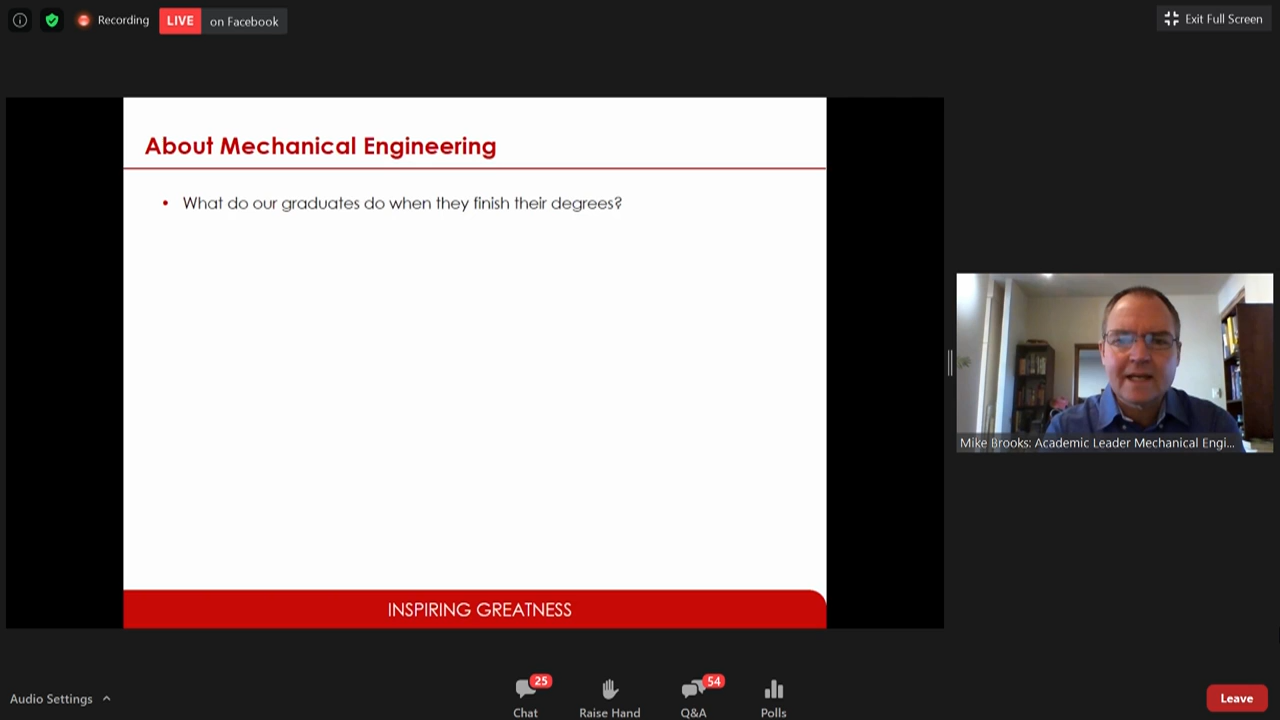 Recording
LIVE on Facebook
Exit Full Screen
About Mechanical Engineering
• What do our graduates do when they finish their degrees?
INSPIRING GREATNESS
Mike Brooks: Academic Leader Mechanical Engi...
Audio Settings
25
Chat
Raise Hand
54
Q&A
Polls
Leave